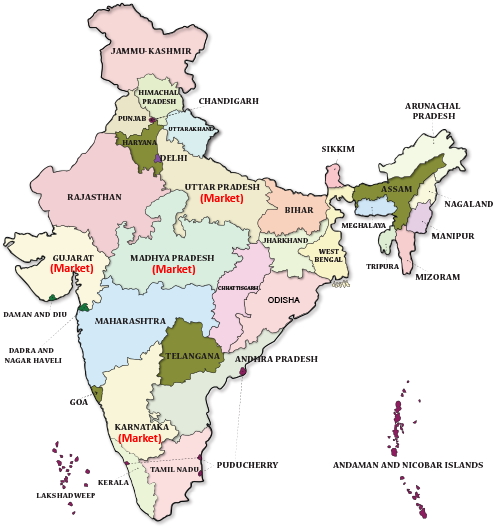 JAMMU-KASHMIR
HIMACHAL
PRADESH
CHANDIGARH
PUNJAB
UTTARAKHAND
HARYANA
DELHI
ARUNACHAL
PRADESH
SIKKIM
ASSAM
NAGALAND
MEGHALAYA
MANIPUR
TRIPURA
MIZORAM
RAJASTHAN
UTTAR PRADESH
(Market)
BIHAR
JHARKHAND
WEST
BENGAL
GUJARAT
(Market)
MADHYA PRADESH
(Market)
CHHATTISGARH
ODISHA
DAMAN AND DIU
DADRA AND
NAGAR HAVELI
MAHARASHTRA
TELANGANA
ANDHRA PRADESH
GOA
KARNATAKA
(Market)
PUDUCHERRY
ANDAMAN AND NICOBAR ISLANDS
TAMIL NADU
KERALA
LAKSHADWEEP